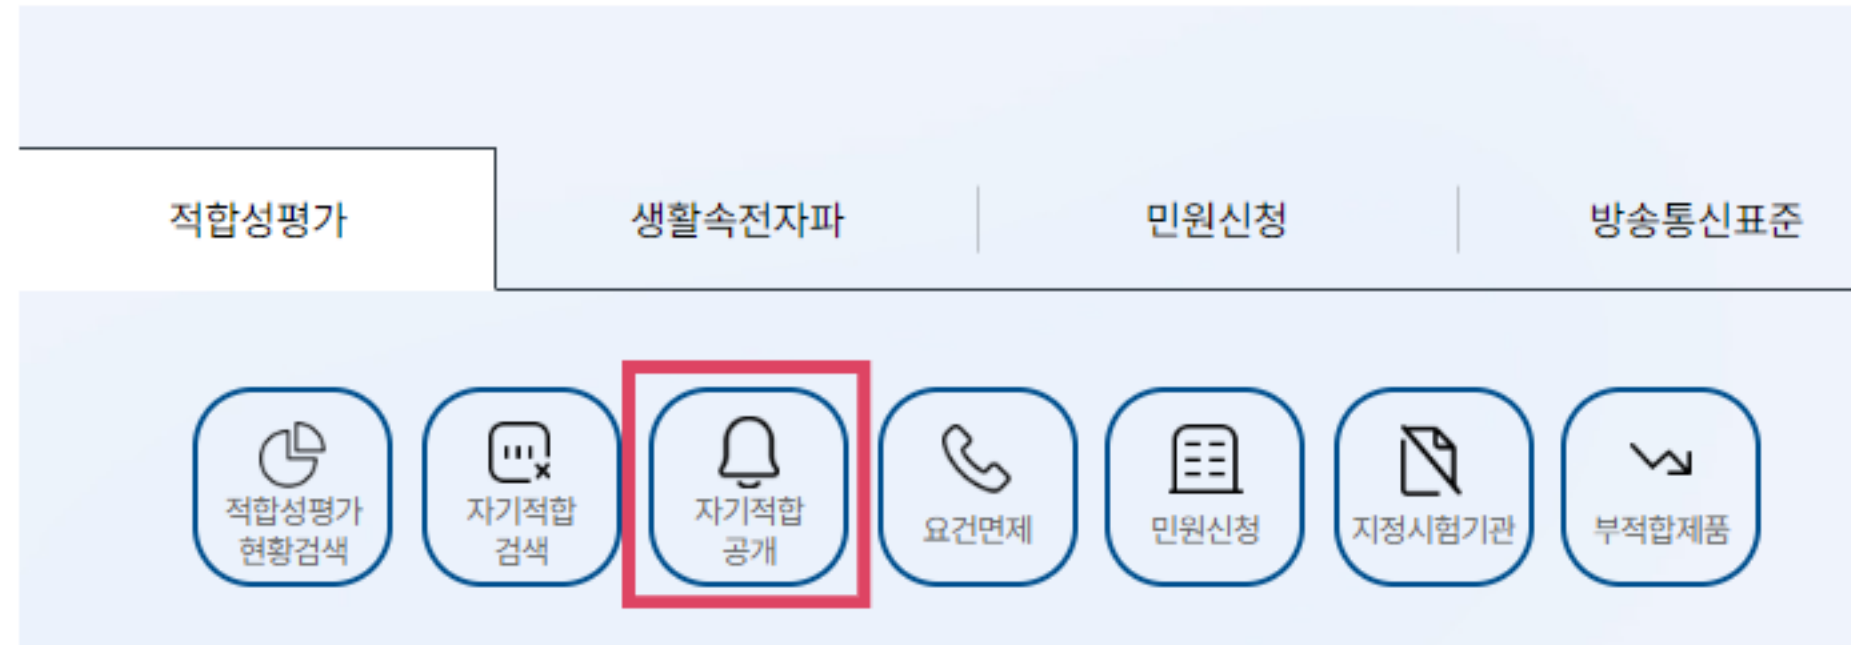 적합성평가
생활속전자파
민원신청
방송통신표준
적합성평가
현황검색
자기적합
검색
자기적합
공개
요건면제
민원신청
지정시험기관
부적합제품